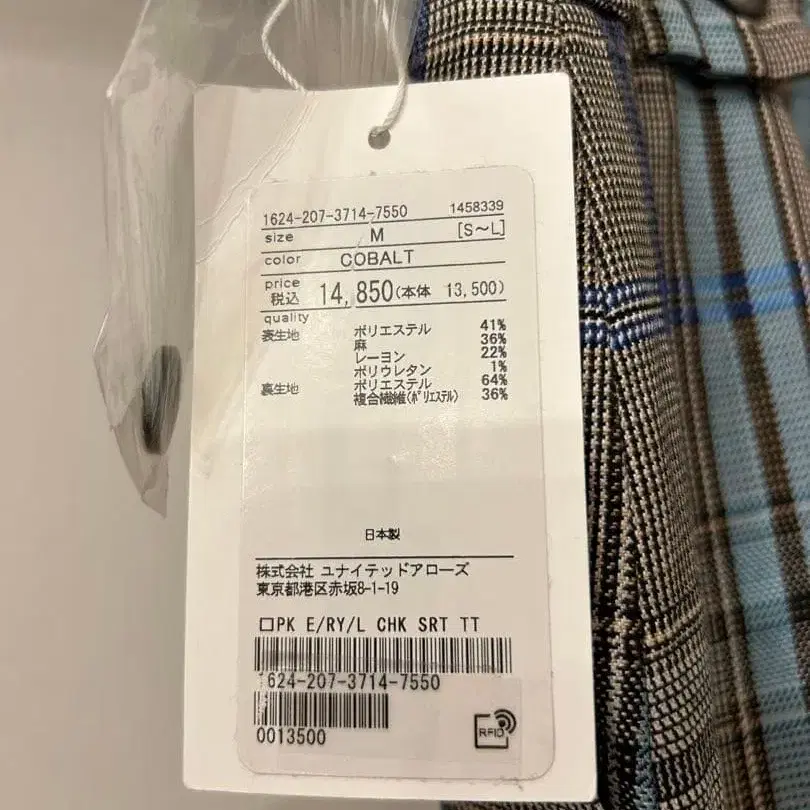 1624-207-3714-7550 1458339
size M [S～L]
color COBALT
price
税込 14,850(本体 13,500)
quality
表生地 ポリエステル 41%
麻 36%
レーヨン 22%
ポリウレタン 1%
裏生地 ポリエステル 64%
複合繊維(ポリエステル) 36%
日本製
株式会社 ユナイテッドアローズ
東京都港区赤坂8-1-19
□PK E/RY/L CHK SRT TT
1624-207-3714-7550
0013500
RFID